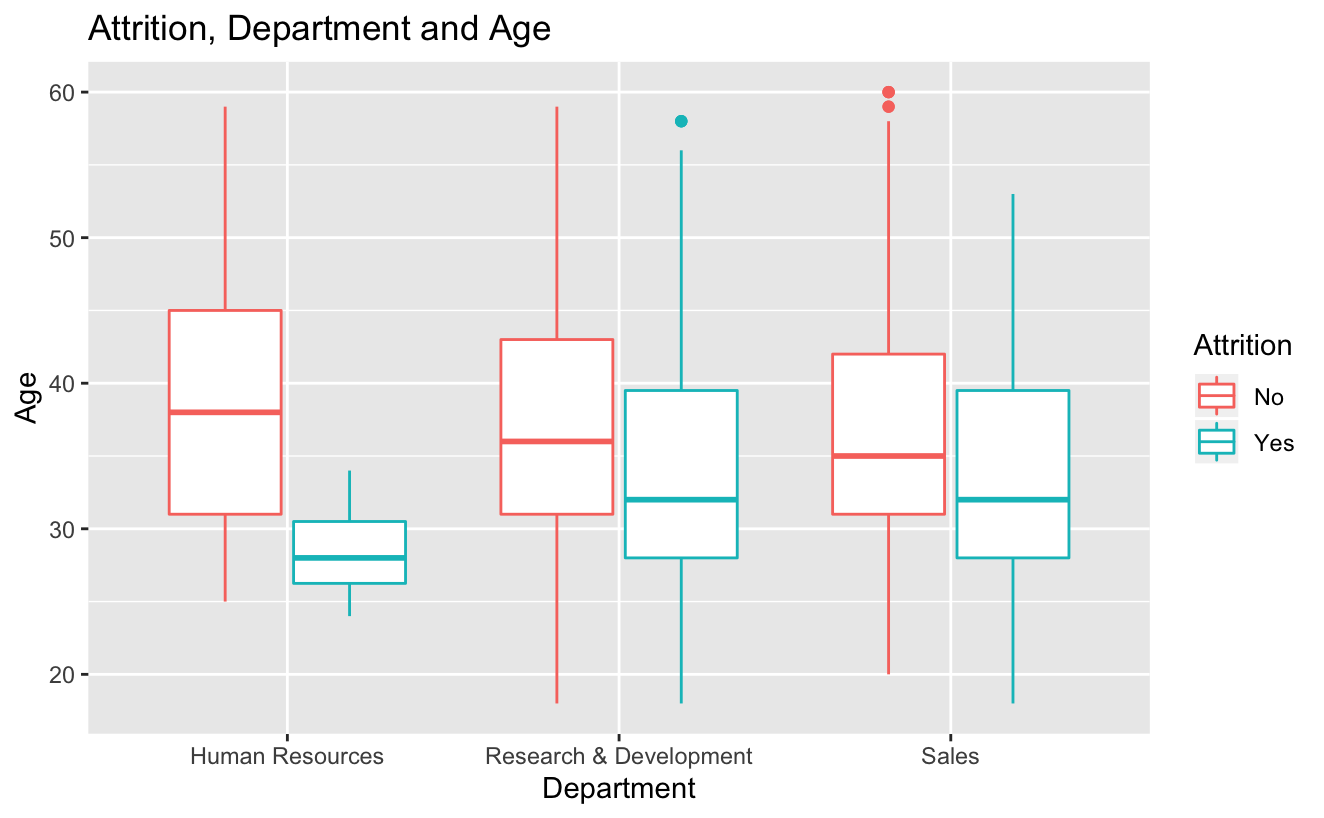 Attrition, Department and Age
60
50
40
30
20
Age
Human Resources
Research & Development
Sales
Department
Attrition
No
Yes